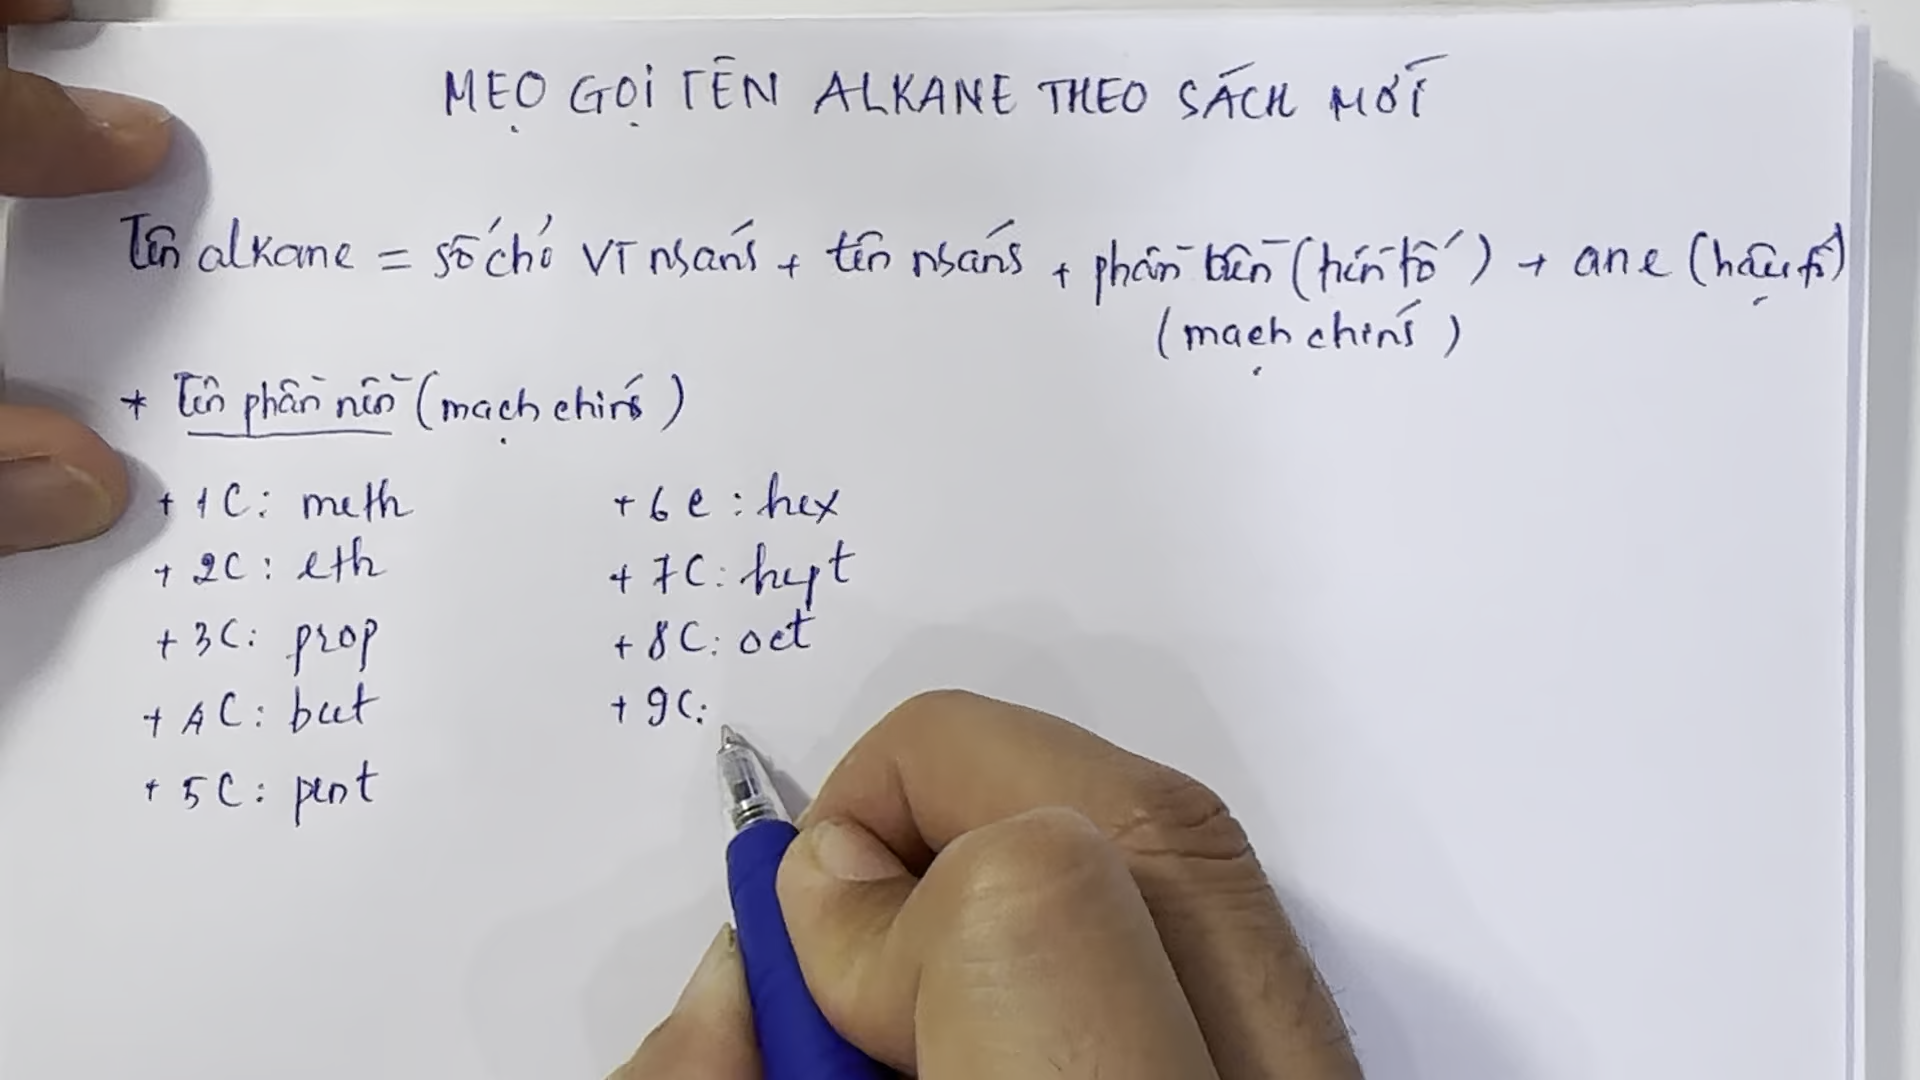 MẸO GỌI TÊN ALKANE THEO SÁCH MỚI
Tên alkane = số chỉ VT nhánh + tên nhánh + phần nền (tiền tố) + ane (hậu tố)
(mạch chính)
* Tên phần nền (mạch chính)
+ 1C: meth
+ 2C: eth
+ 3C: prop
+ 4C: but
+ 5C: pent
+ 6C: hex
+ 7C: hept
+ 8C: oct
+ 9C: